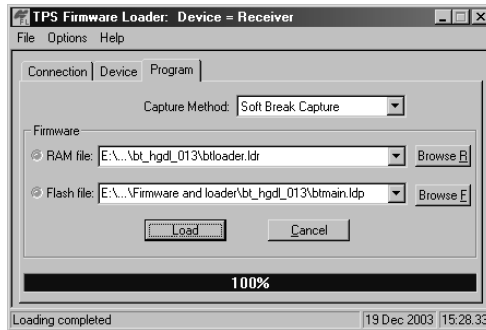 TPS Firmware Loader: Device = Receiver
File Options Help
Connection Device Program
Capture Method: Soft Break Capture
Firmware
RAM file: E:\...\bt_hgdl_013\btloader.ldr Browse R
Flash file: E:\...\Firmware and loader\bt_hgdl_013\btmain.ldp Browse F
Load Cancel
100%
Loading completed 19 Dec 2003 15:28.33